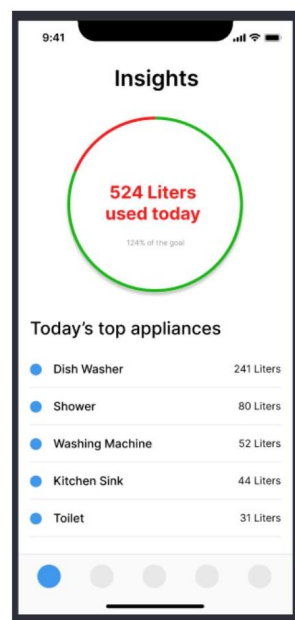 9:41
Insights
524 Liters
used today
124% of the goal
Today's top appliances
Dish Washer 241 Liters
Shower 80 Liters
Washing Machine 52 Liters
Kitchen Sink 44 Liters
Toilet 31 Liters